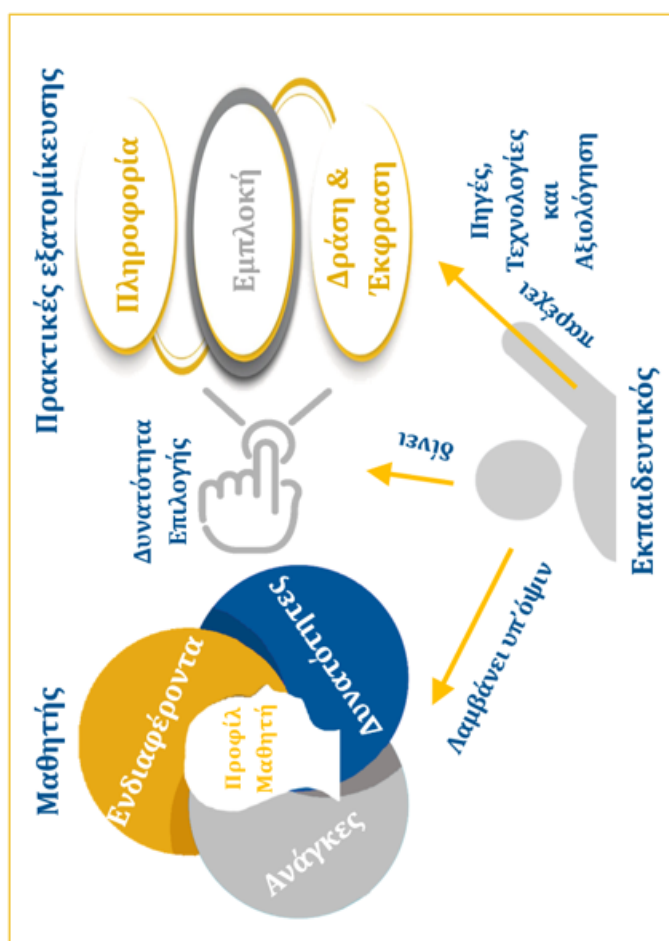 Μαθητής
Πρακτικές εξατομίκευσης
Ενδιαφέροντα
Δυνατότητες
Ανάγκες
Προφίλ
Μαθητή
Δυνατότητα
Επιλογής
Πληροφορία
Εμπλοκή
Δράση &
Έκφραση
Λαμβάνει υπ’όψιν
δίνει
παρέχει
Πηγές,
Τεχνολογίες
και
Αξιολόγηση
Εκπαιδευτικός